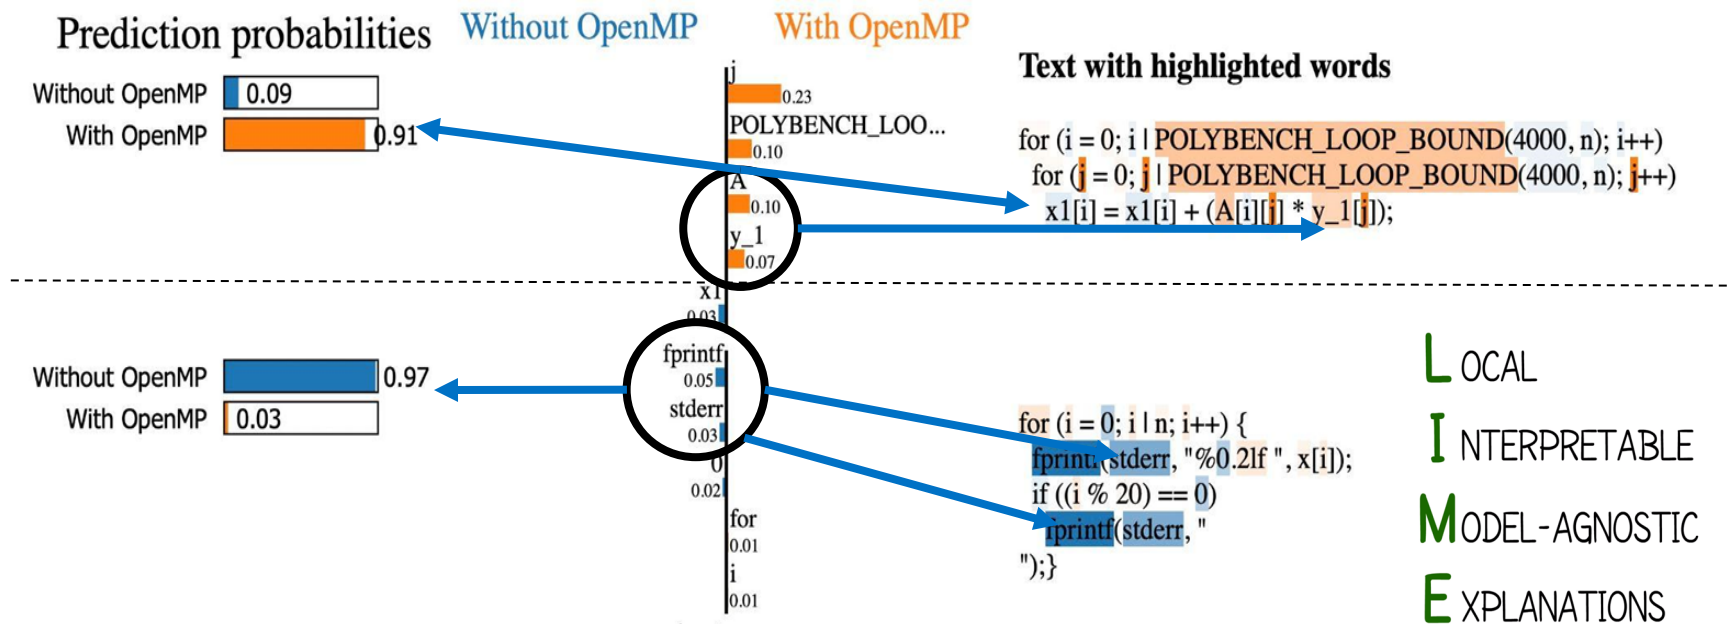 Prediction probabilities
Without OpenMP
With OpenMP
Without OpenMP 0.09
With OpenMP 0.91
j
0.23
POLYBENCH_LOO...
0.10
A
0.10
y_1
0.07
x1
0.03
Text with highlighted words
for (i = 0; i | POLYBENCH_LOOP_BOUND(4000, n); i++)
for (j = 0; j | POLYBENCH_LOOP_BOUND(4000, n); j++)
x1[i] = x1[i] + (A[i][j] * y_1[j]);
Without OpenMP 0.97
With OpenMP 0.03
fprintf
0.05
stderr
0.03
0
0.02
for
0.01
i
0.01
for (i = 0; i | n; i++) {
fprintf(stderr, "%0.2lf ", x[i]);
if ((i % 20) == 0)
fprintf(stderr, "
");}
LOCAL
INTERPRETABLE
MODEL-AGNOSTIC
EXPLANATIONS